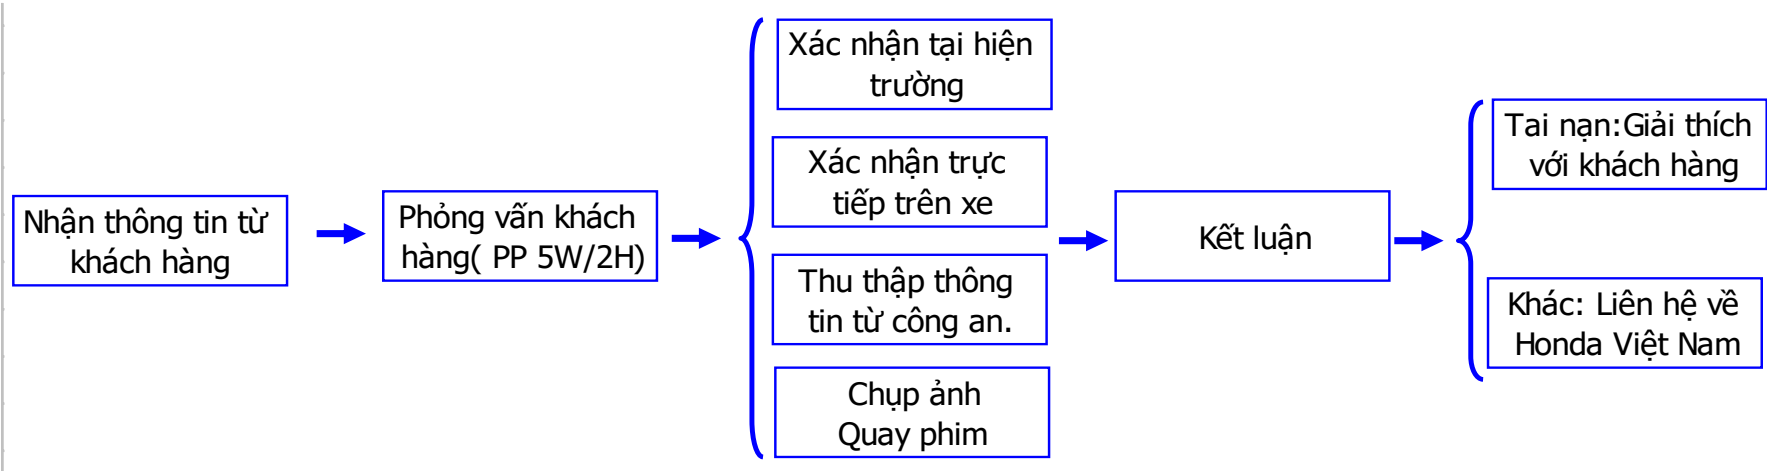 Nhận thông tin từ
khách hàng
Phỏng vấn khách
hàng( PP 5W/2H)
Xác nhận tại hiện
trường
Xác nhận trực
tiếp trên xe
Thu thập thông
tin từ công an.
Chụp ảnh
Quay phim
Kết luận
Tai nạn:Giải thích
với khách hàng
Khác: Liên hệ về
Honda Việt Nam